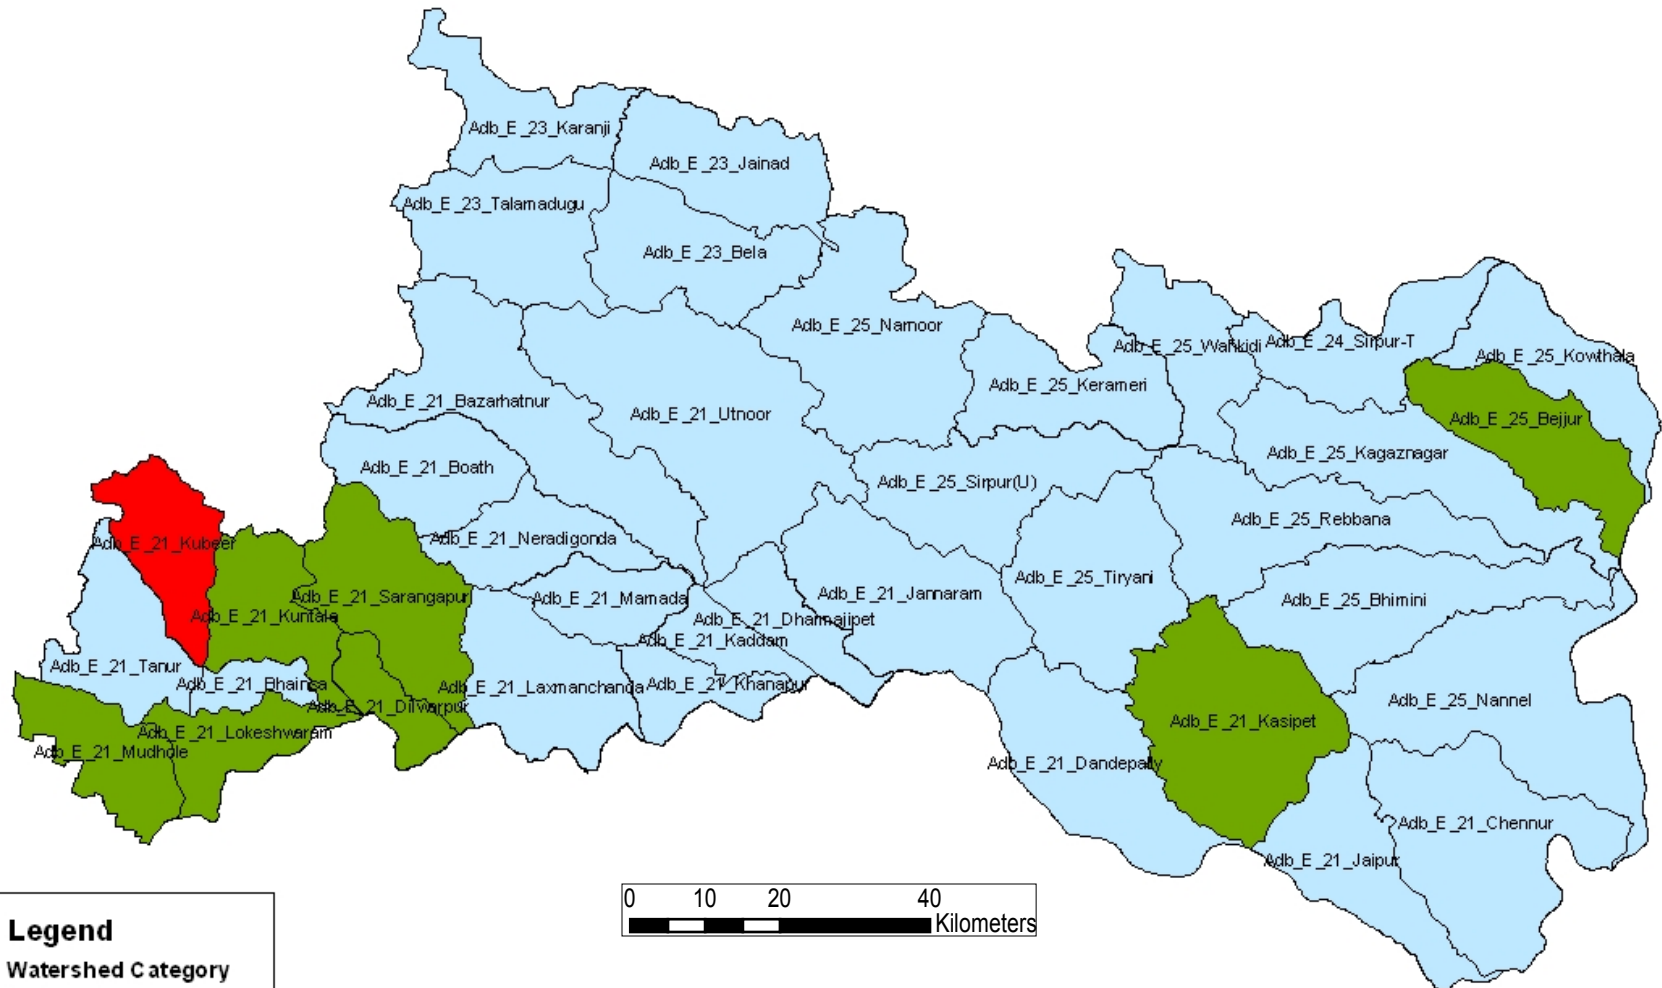 Adb_E_23_Karanji
Adb_E_23_Jainad
Adb_E_23_Talamadugu
Adb_E_23_Bela
Adb_E_25_Narnoor
Adb_E_25_Wankidi
Adb_E_24_Sirpur-T
Adb_E_25_Kowthala
Adb_E_25_Kerameri
Adb_E_21_Bazarhatnur
Adb_E_21_Utnoor
Adb_E_25_Bejjur
Adb_E_25_Kagaznagar
Adb_E_21_Boath
Adb_E_25_Sirpur(U)
Adb_E_25_Rebbana
Adb_E_21_Kubeer
Adb_E_21_Neradigonda
Adb_E_25_Tiryani
Adb_E_21_Sarangapur
Adb_E_21_Mamada
Adb_E_21_Jannaram
Adb_E_25_Bhimini
Adb_E_21_Kuntala
Adb_E_21_Dharmajipet
Adb_E_21_Kaddam
Adb_E_21_Tanur
Adb_E_21_Bhainsa
Adb_E_21_Laxmanchanda
Adb_E_21_Khanapur
Adb_E_25_Nannel
Adb_E_21_Dilwarpur
Adb_E_21_Kasipet
Adb_E_21_Lokeshwaram
Adb_E_21_Mudhole
Adb_E_21_Dandepally
Adb_E_21_Chennur
Adb_E_21_Jaipur
0 10 20 40
Kilometers
Legend
Watershed Category